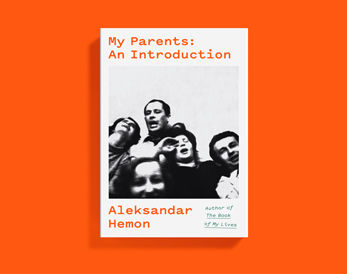 My Parents:
An Introduction
Aleksandar
Hemon
author of
The Book
of My Lives